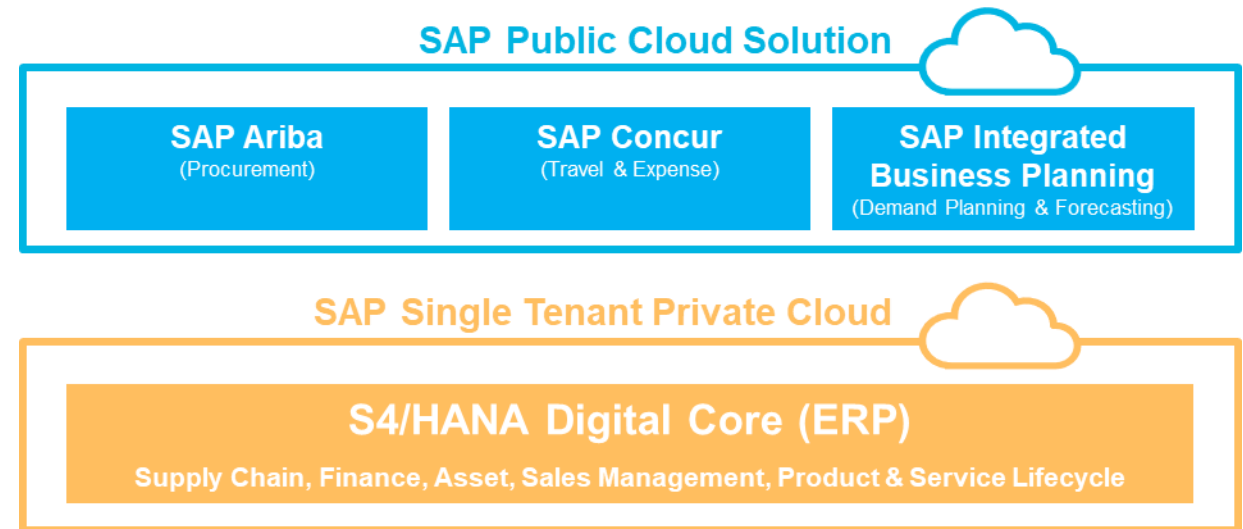 SAP Public Cloud Solution
SAP Ariba
(Procurement)
SAP Concur
(Travel & Expense)
SAP Integrated
Business Planning
(Demand Planning & Forecasting)
SAP Single Tenant Private Cloud
S4/HANA Digital Core (ERP)
Supply Chain, Finance, Asset, Sales Management, Product & Service Lifecycle